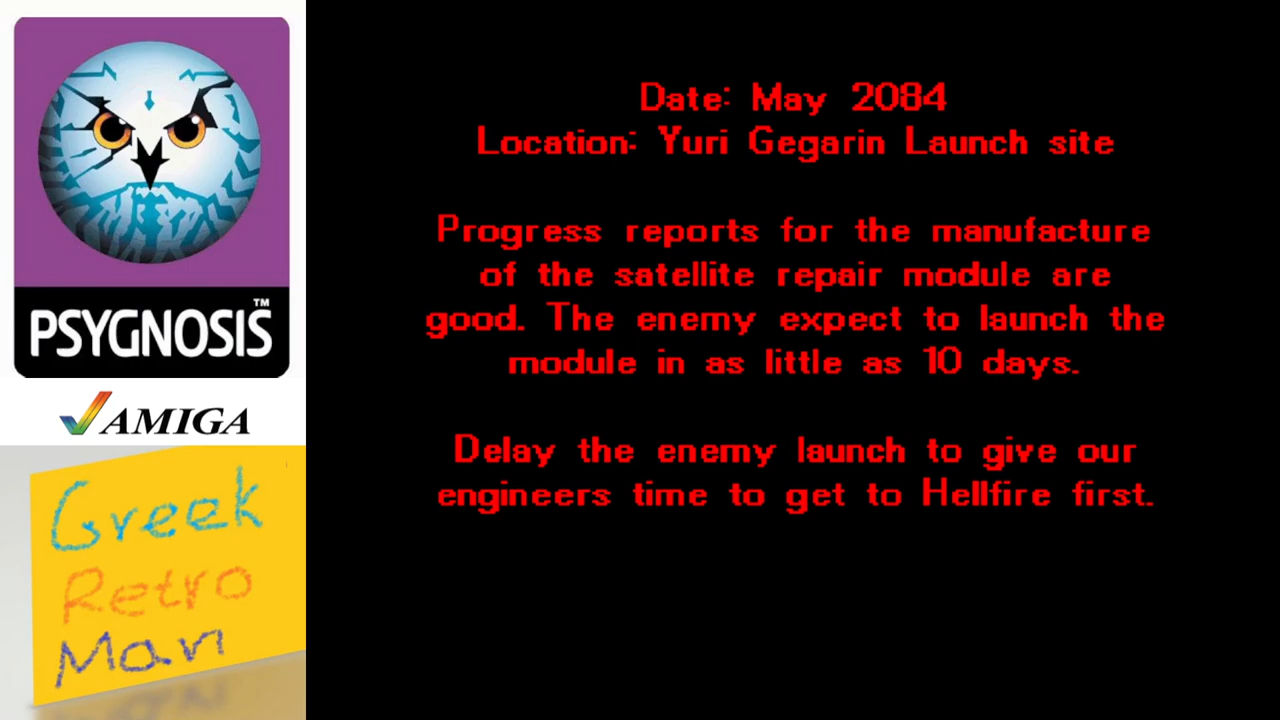 PSYGNOSIS™
AMIGA
Greek
Retro
Man
Date: May 2084
Location: Yuri Gegarin Launch site
Progress reports for the manufacture
of the satellite repair module are
good. The enemy expect to launch the
module in as little as 10 days.
Delay the enemy launch to give our
engineers time to get to Hellfire first.